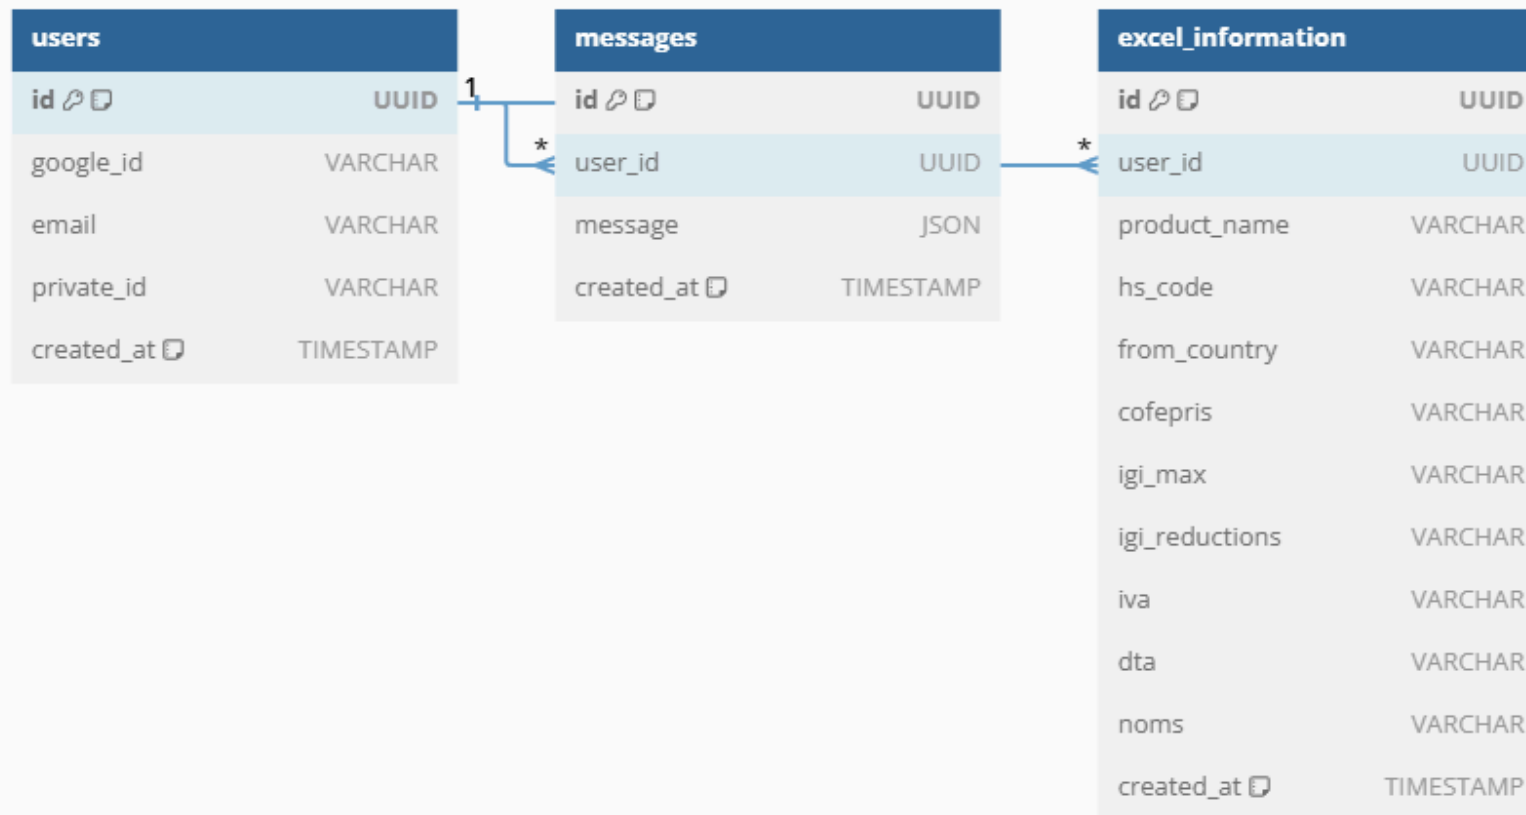 users
id UUID
google_id VARCHAR
email VARCHAR
private_id VARCHAR
created_at TIMESTAMP
1
*
messages
id UUID
user_id UUID
message JSON
created_at TIMESTAMP
*
excel_information
id UUID
user_id UUID
product_name VARCHAR
hs_code VARCHAR
from_country VARCHAR
cofepris VARCHAR
igi_max VARCHAR
igi_reductions VARCHAR
iva VARCHAR
dta VARCHAR
noms VARCHAR
created_at TIMESTAMP